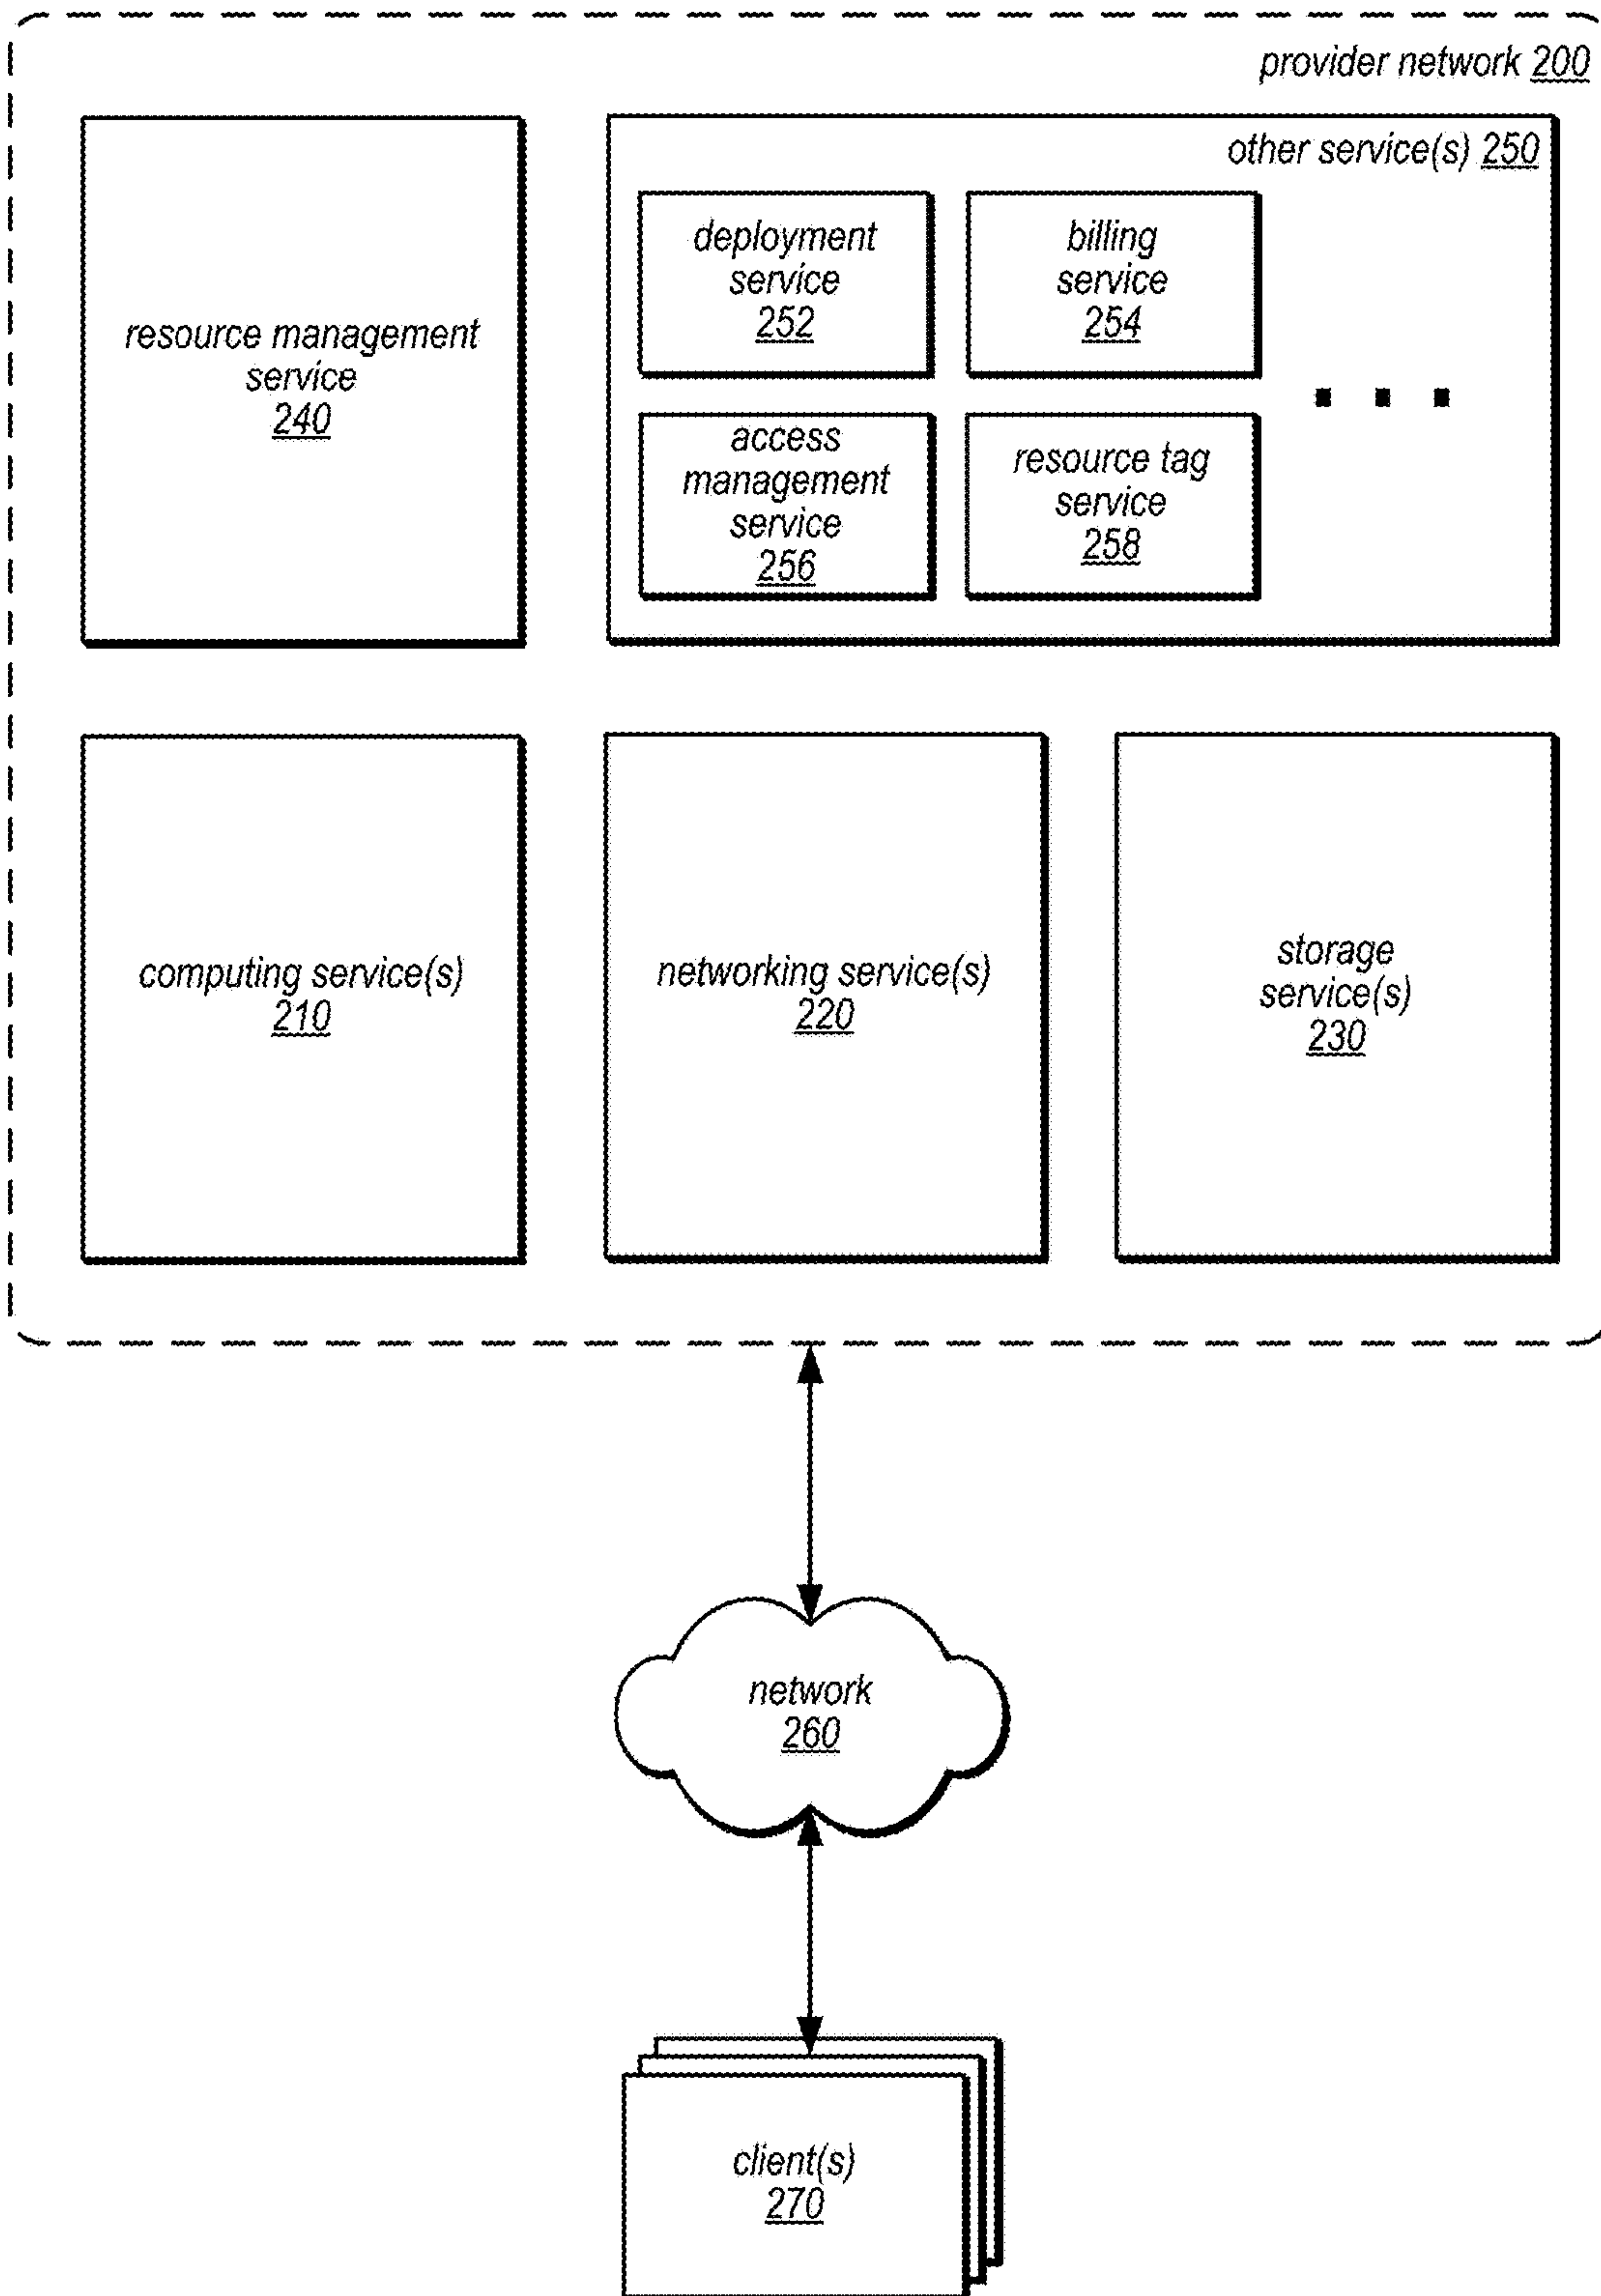 provider network 200
other service(s) 250
deployment
service
252
billing
service
254
resource management
service
240
access
management
service
256
resource tag
service
258
computing service(s)
210
networking service(s)
220
storage
service(s)
230
network
260
client(s)
270